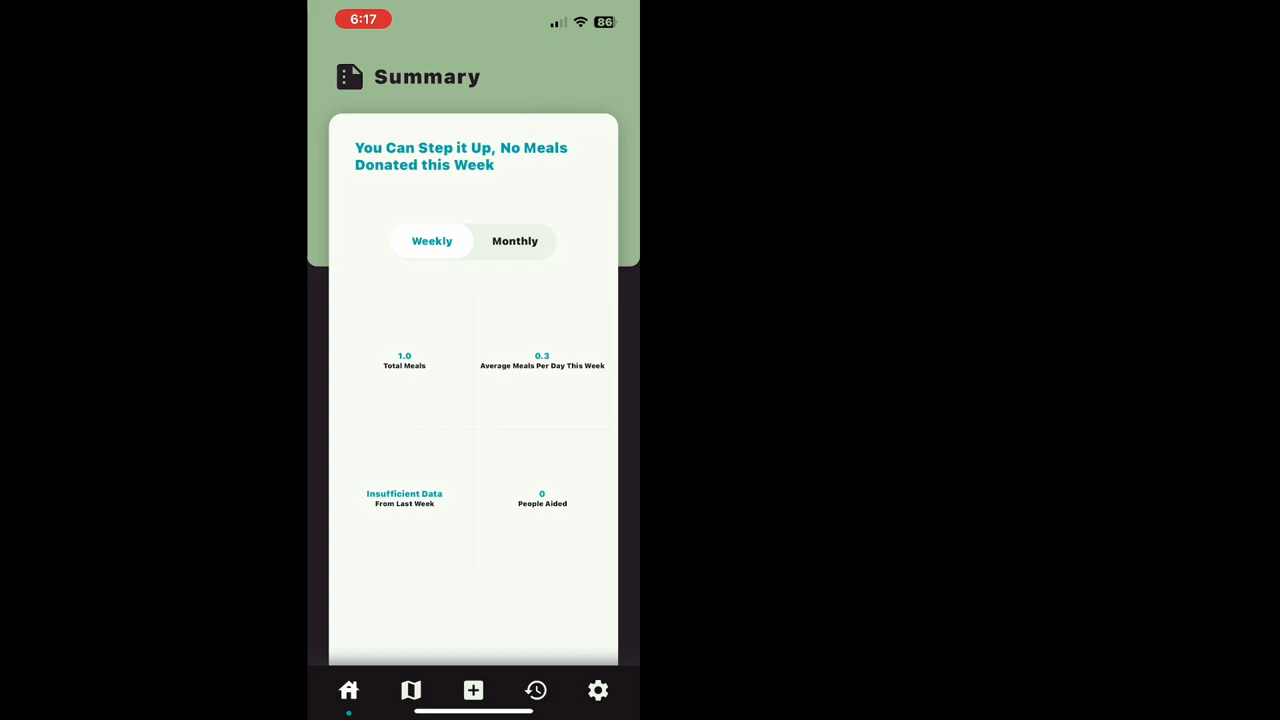 6:17
86
Summary
You Can Step it Up, No Meals
Donated this Week
Weekly
Monthly
1.0
Total Meals
0.3
Average Meals Per Day This Week
Insufficient Data
From Last Week
0
People Aided